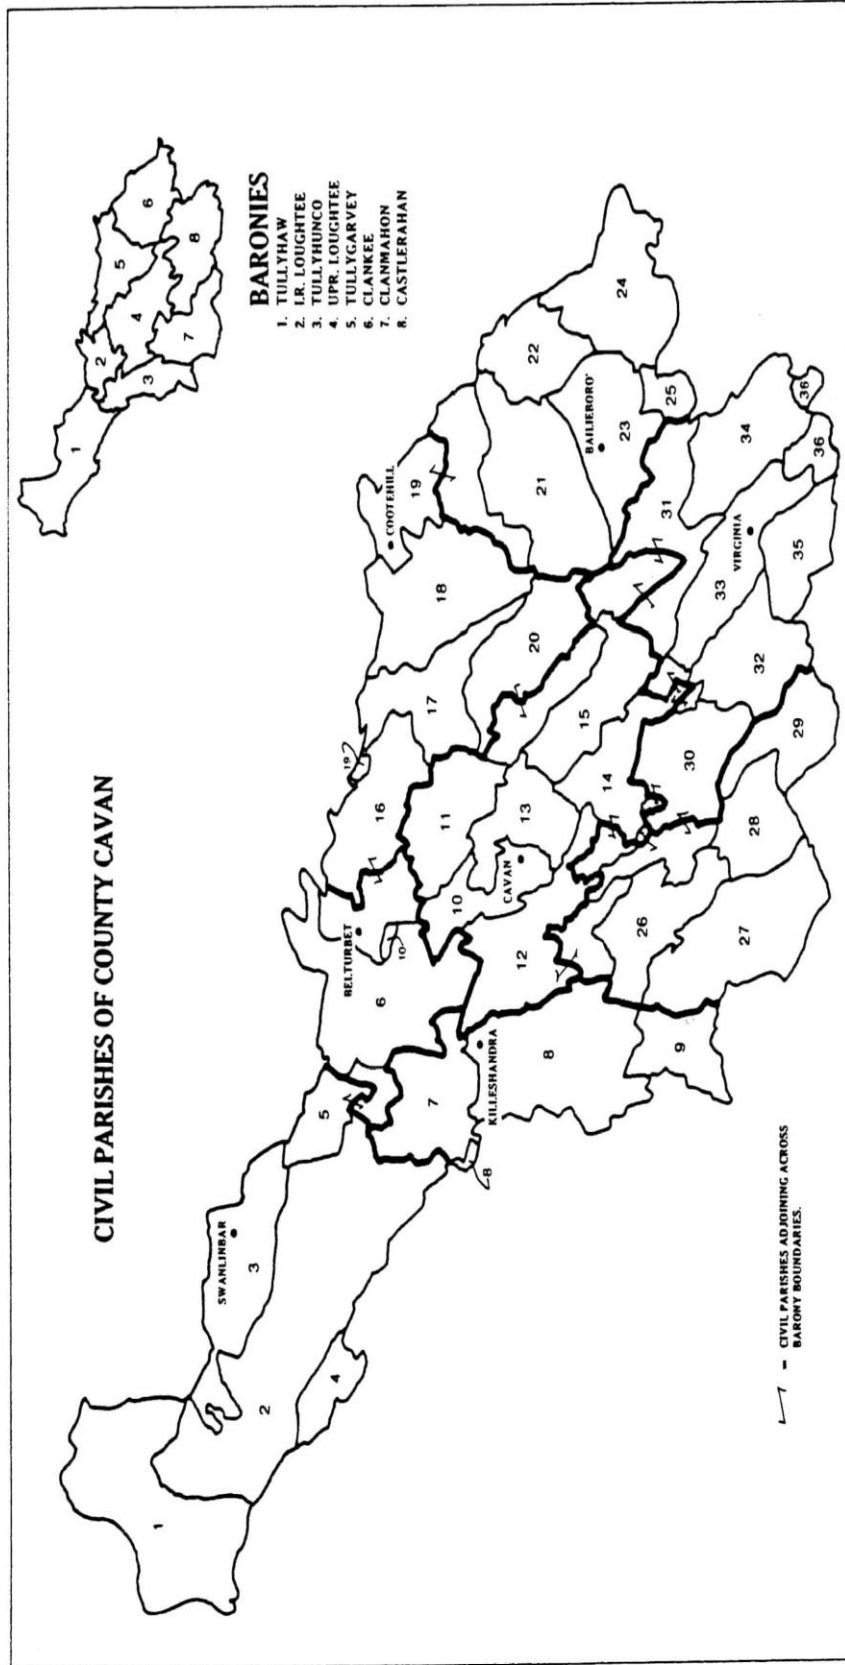 CIVIL PARISHES OF COUNTY CAVAN
BARONIES
1. TULLYHAW
2. LR. LOUGHTEE
3. TULLYHUNCO
4. UPR. LOUGHTEE
5. TULLYGARVEY
6. CLANKEE
7. CLANMAHON
8. CASTLERAHAN
1
2
3
4
5
6
7
8
1
2
3
SWANLINBAR
4
5
6
BELTURBET
10
7
8
KILLESHANDRA
8
9
10
11
12
CAVAN
13
14
15
16
19
17
18
COOTEHILL
19
20
21
22
BAILIEBORO'
23
24
25
26
27
28
29
30
31
32
33
VIRGINIA
34
35
36
36
= CIVIL PARISHES ADJOINING ACROSS
BARONY BOUNDARIES.